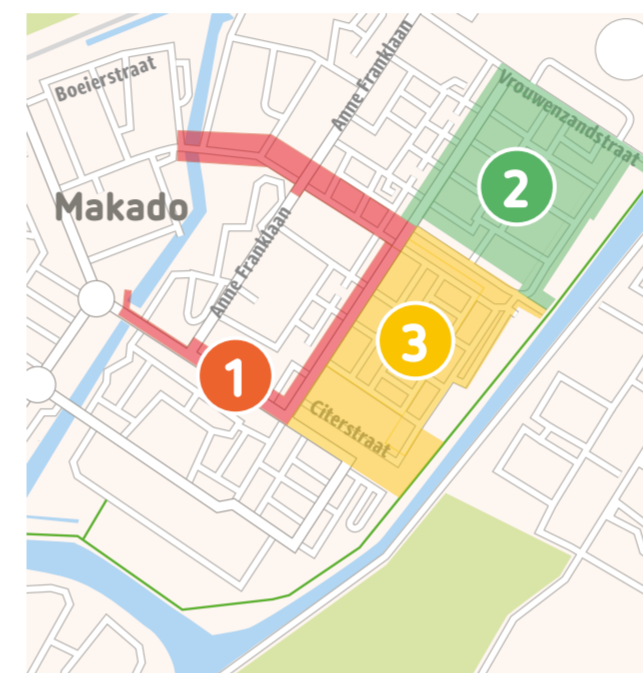 Boeierstraat
Anne Franklaan
Vrouwenzandstraat
2
Makado
Anne Franklaan
3
1
Citerstraat